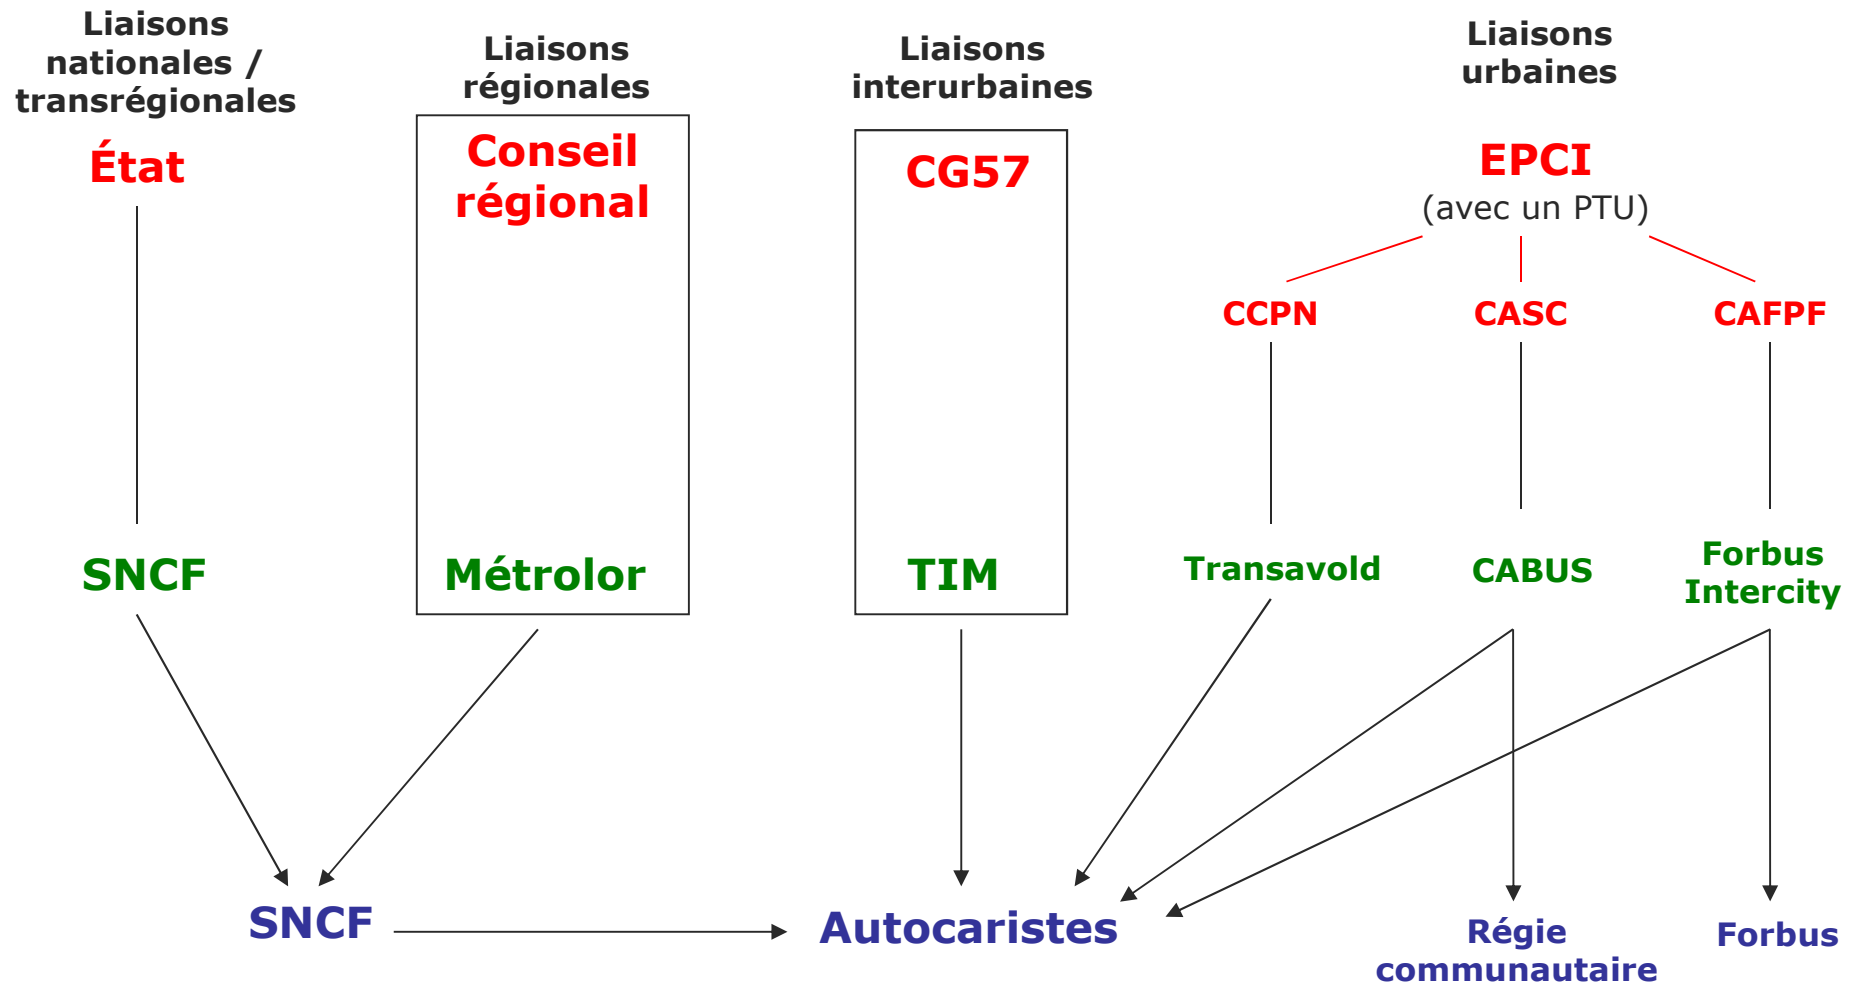 Liaisons
nationales /
transrégionales
Liaisons
régionales
Liaisons
interurbaines
Liaisons
urbaines
État
Conseil
régional
CG57
EPCI
(avec un PTU)
CCPN
CASC
CAFPF
SNCF
Métrolor
TIM
Transavold
CABUS
Forbus
Intercity
SNCF
Autocaristes
Régie
communautaire
Forbus